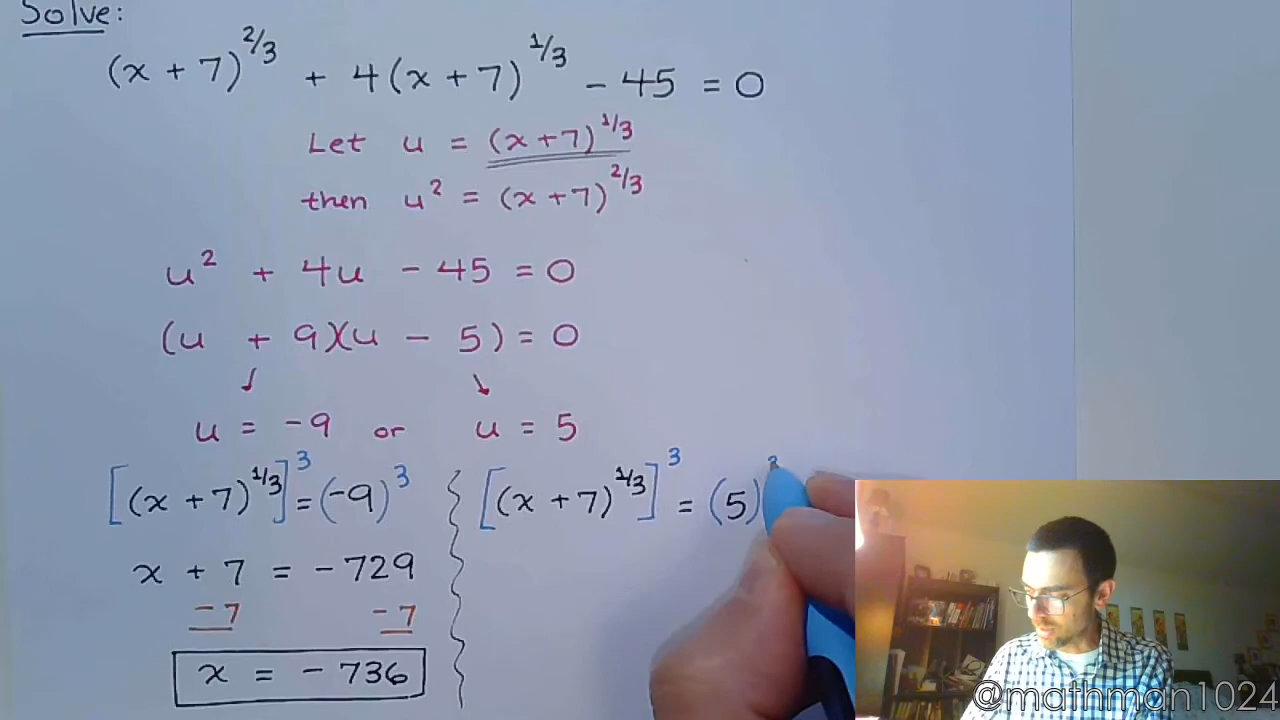 Solve:
(x + 7)^2/3 + 4(x + 7)^1/3 - 45 = 0
Let u = (x+7)^1/3
then u^2 = (x+7)^2/3
u^2 + 4u - 45 = 0
(u + 9)(u - 5) = 0
↙ ↘
u = -9 or u = 5
[(x + 7)^1/3]^3 = (-9)^3 [(x + 7)^1/3]^3 = (5)^3
x + 7 = -729
-7 -7
x = -736
@mathman1024